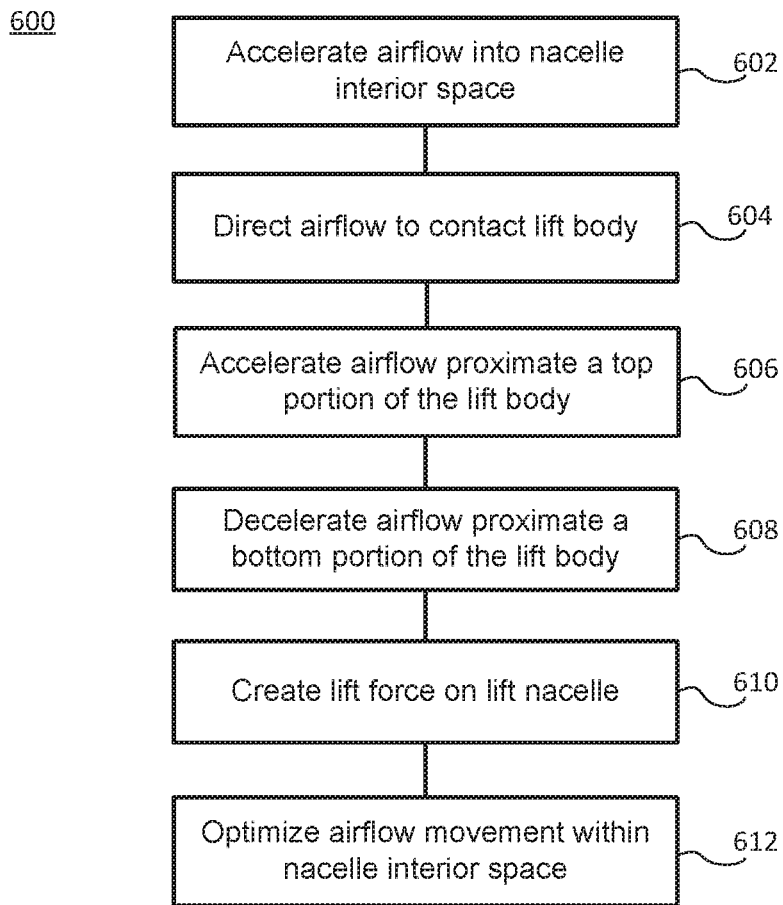 600
Accelerate airflow into nacelle
interior space
602
Direct airflow to contact lift body
604
Accelerate airflow proximate a top
portion of the lift body
606
Decelerate airflow proximate a
bottom portion of the lift body
608
Create lift force on lift nacelle
610
Optimize airflow movement within
nacelle interior space
612